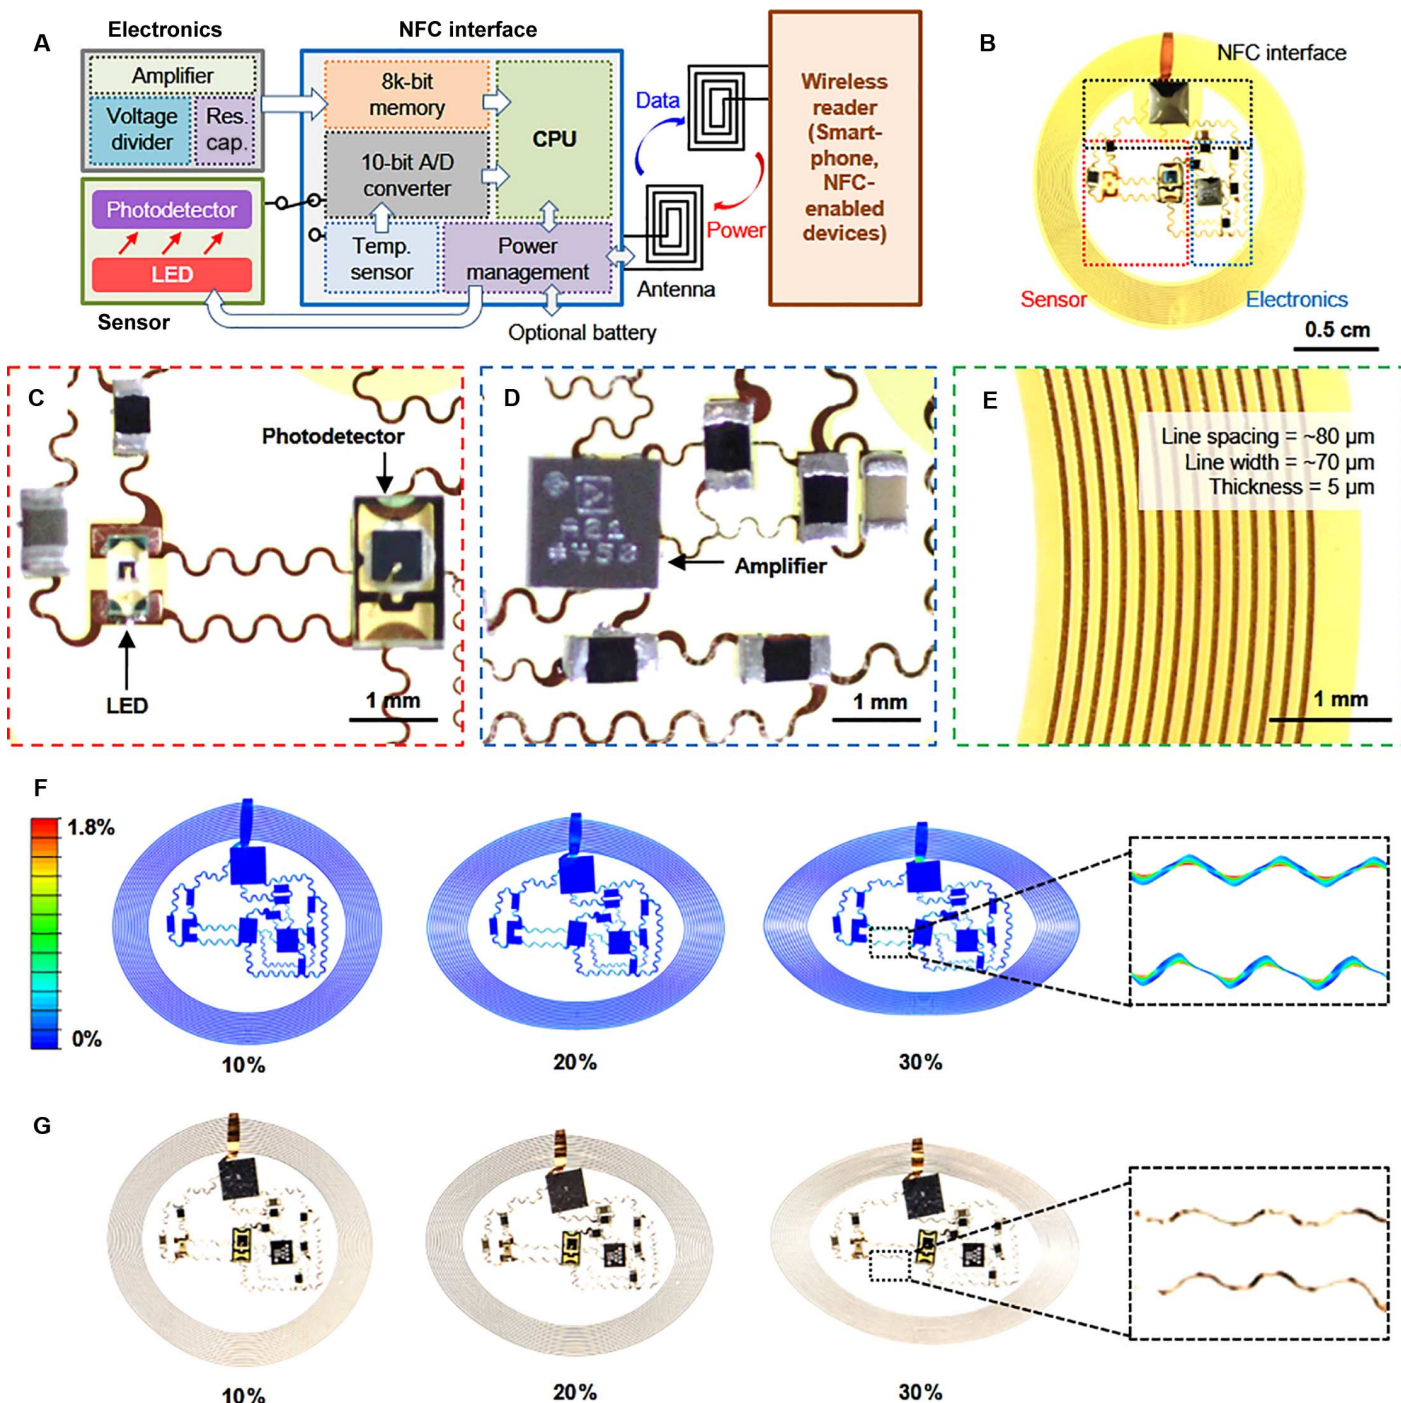 A
Electronics
NFC interface
Amplifier
Voltage
divider
Res.
cap.
Photodetector
LED
Sensor
8k-bit
memory
10-bit A/D
converter
CPU
Temp.
sensor
Power
management
Optional battery
Data
Power
Antenna
Wireless
reader
(Smart-
phone,
NFC-
enabled
devices)
B
NFC interface
Sensor
Electronics
0.5 cm
C
Photodetector
LED
1 mm
D
Amplifier
1 mm
E
Line spacing = ~80 μm
Line width = ~70 μm
Thickness = 5 μm
1 mm
F
1.8%
0%
10%
20%
30%
G
10%
20%
30%